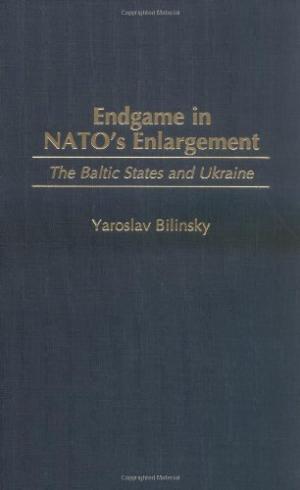 Endgame in
NATO's Enlargement
The Baltic States and Ukraine
Yaroslav Bilinsky